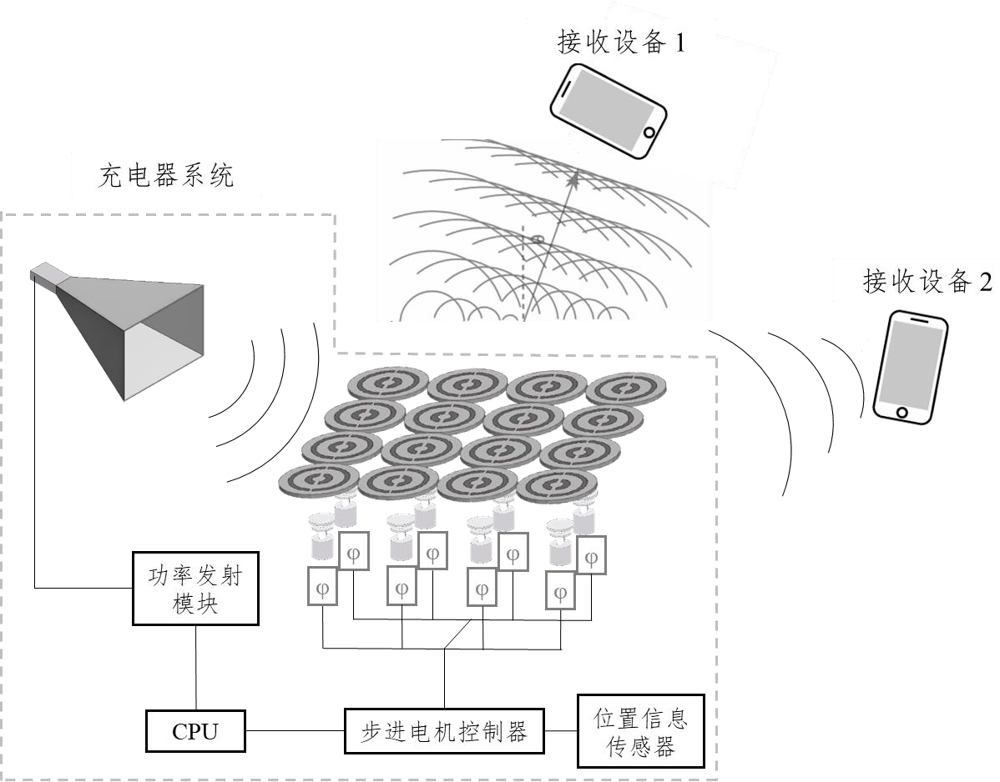 接收设备 1
充电器系统
θ
接收设备 2
φ φ φ φ
φ φ φ φ
功率发射
模块
CPU
步进电机控制器
位置信息
传感器